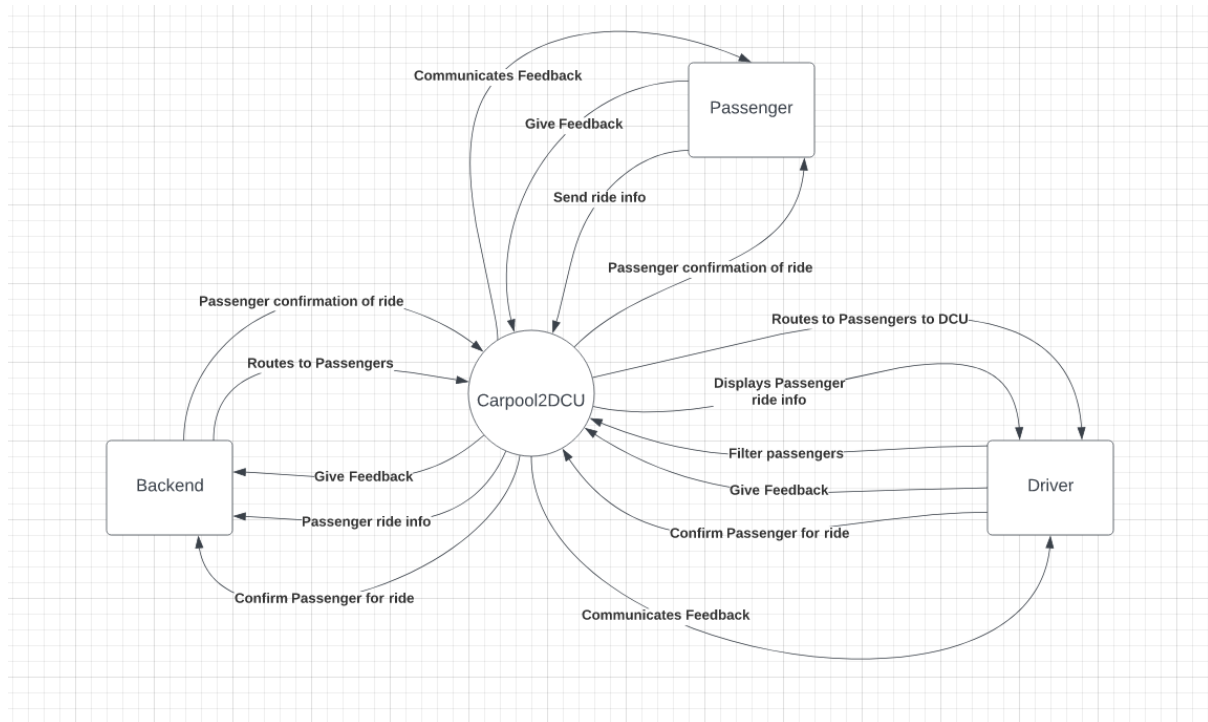 Communicates Feedback
Passenger
Give Feedback
Send ride info
Passenger confirmation of ride
Passenger confirmation of ride
Routes to Passengers to DCU
Routes to Passengers
Displays Passenger
ride info
Carpool2DCU
Filter passengers
Give Feedback
Backend
Driver
Give Feedback
Passenger ride info
Confirm Passenger for ride
Confirm Passenger for ride
Communicates Feedback